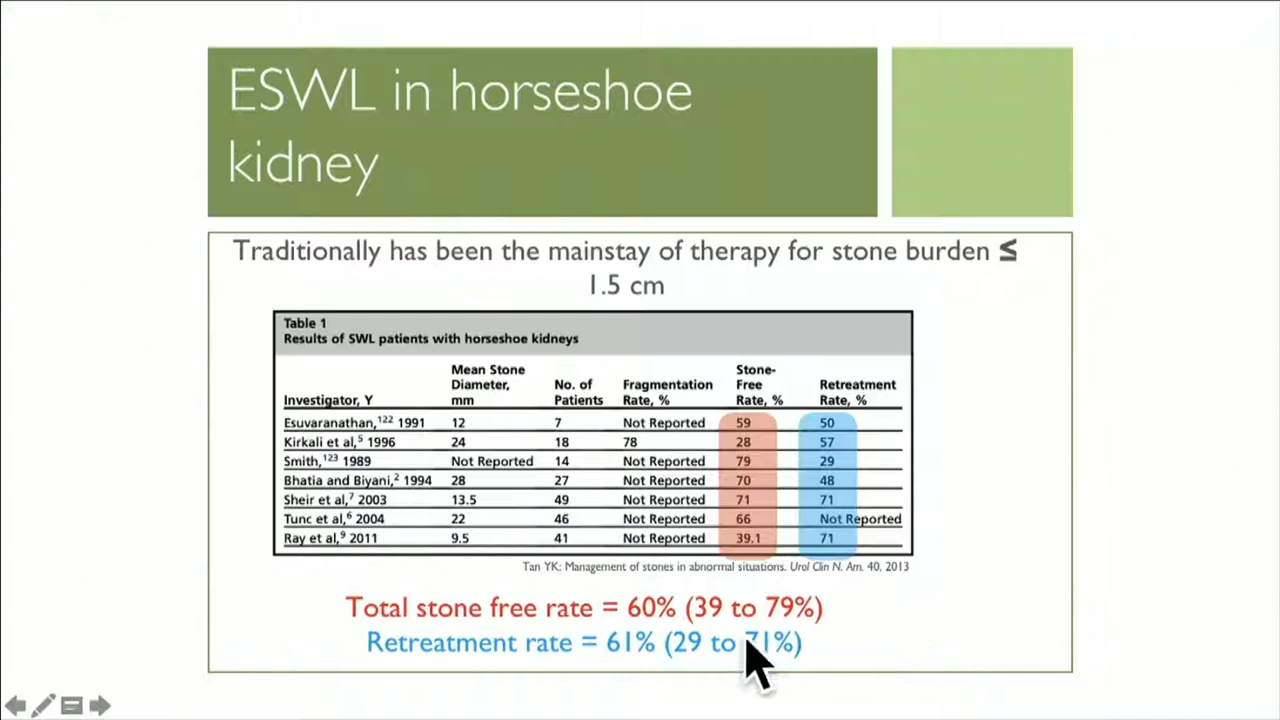 ESWL in horseshoe
kidney
Traditionally has been the mainstay of therapy for stone burden ≤
1.5 cm
Table 1
Results of SWL patients with horseshoe kidneys
Investigator, Y Mean Stone Diameter, mm No. of Patients Fragmentation Rate, % Stone-Free Rate, % Retreatment Rate, %
Esuvaranathan,122 1991 12 7 Not Reported 59 50
Kirkali et al,5 1996 24 18 78 28 57
Smith,123 1989 Not Reported 14 Not Reported 79 29
Bhatia and Biyani,2 1994 28 27 Not Reported 70 48
Sheir et al,7 2003 13.5 49 Not Reported 71 71
Tunc et al,6 2004 22 46 Not Reported 66 Not Reported
Ray et al,9 2011 9.5 41 Not Reported 39.1 71
Tan YK: Management of stones in abnormal situations. Urol Clin N. Am. 40, 2013
Total stone free rate = 60% (39 to 79%)
Retreatment rate = 61% (29 to 71%)